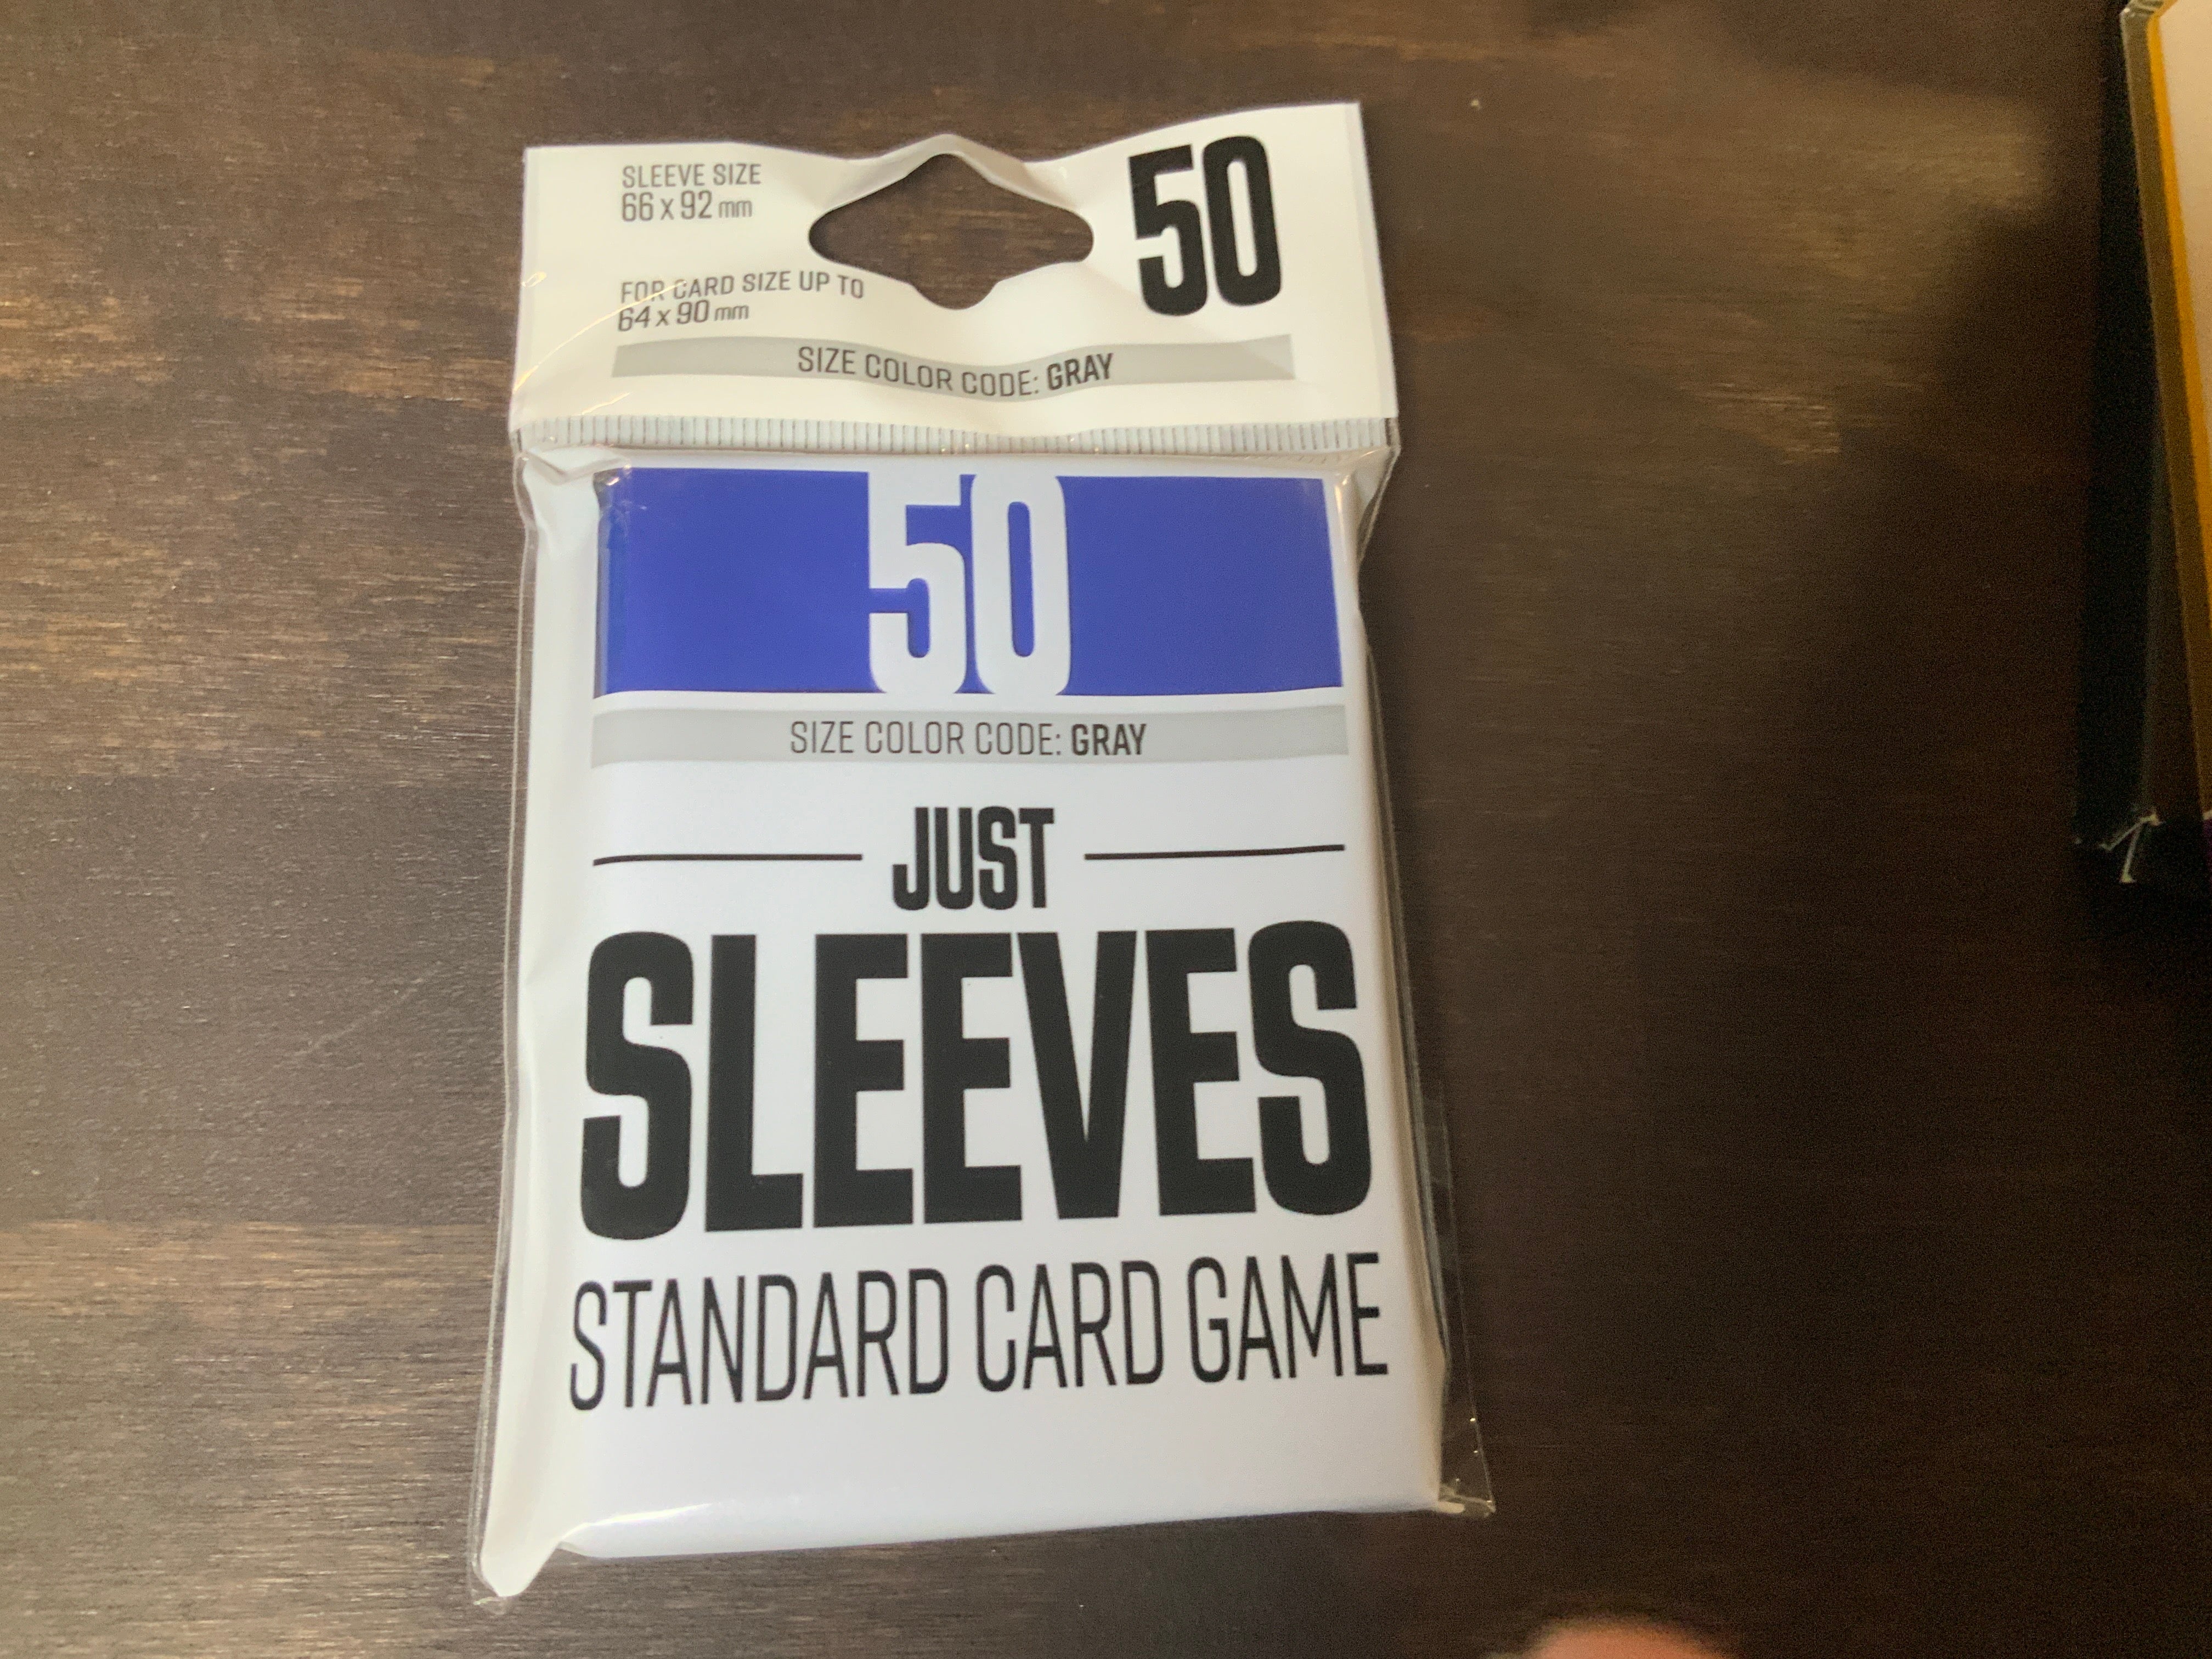 SLEEVE SIZE
66 x 92 mm
50
FOR CARD SIZE UP TO
64 x 90 mm
SIZE COLOR CODE: GRAY
50
SIZE COLOR CODE: GRAY
JUST
SLEEVES
STANDARD CARD GAME